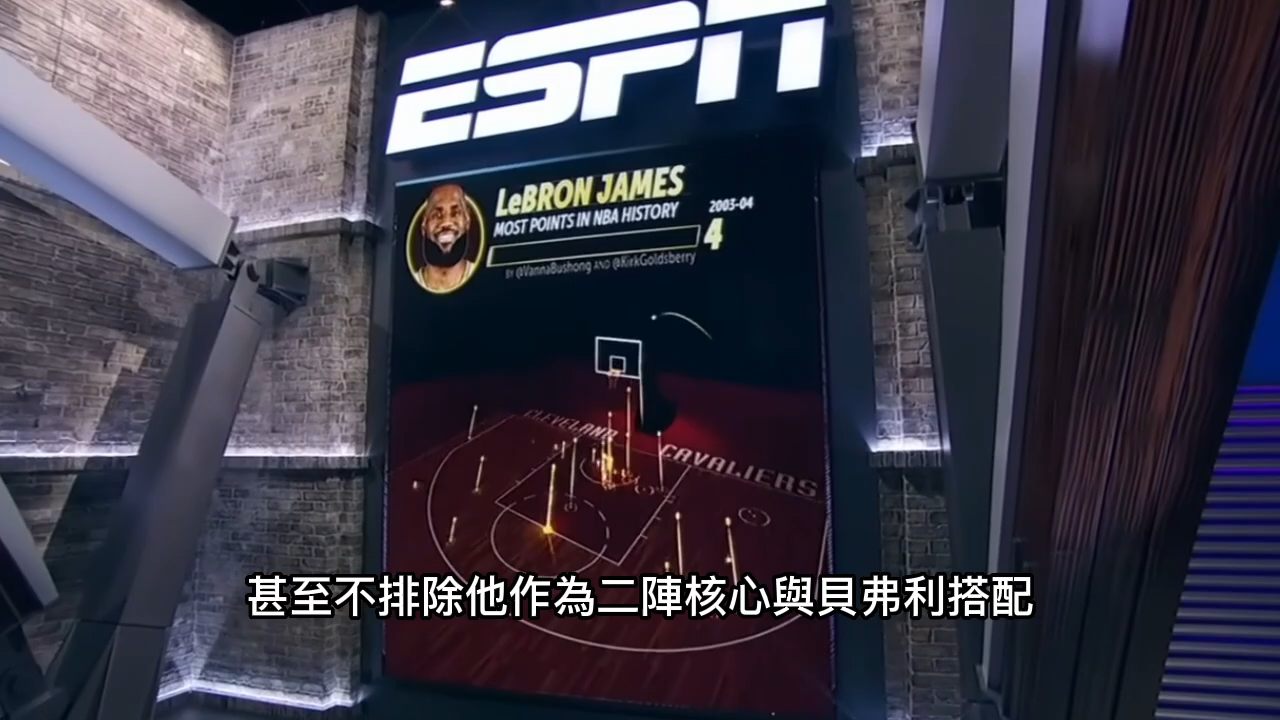 ESPN
LeBRON JAMES
MOST POINTS IN NBA HISTORY
2003-04
4
BY @VannaBushong AND @KirkGoldsberry
CLEVELAND CAVALIERS
甚至不排除他作為二陣核心與貝弗利搭配